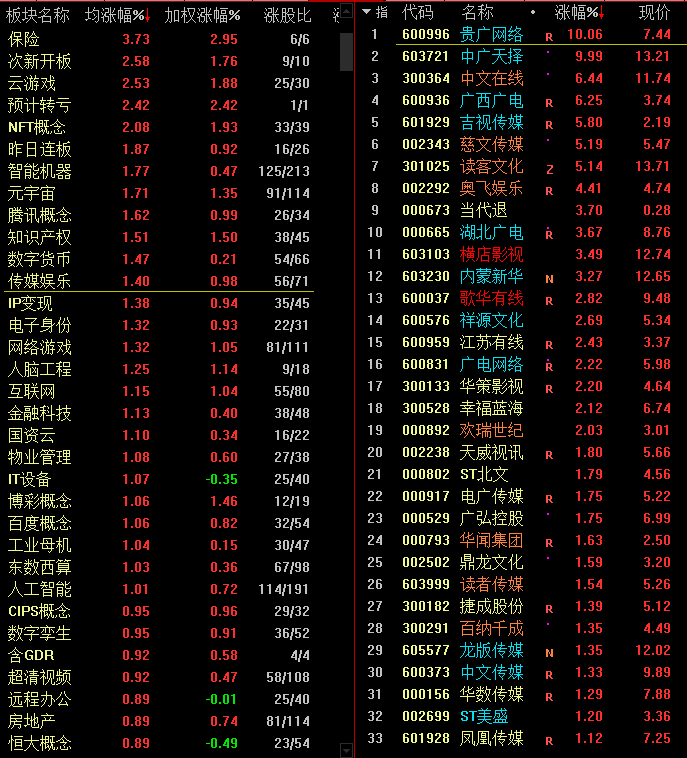 板块名称 均涨幅%↓ 加权涨幅% 涨股比
保险 3.73 2.95 6/6
次新开板 2.58 1.76 9/10
云游戏 2.53 1.88 25/30
预计转亏 2.42 2.42 1/1
NFT概念 2.08 1.93 33/39
昨日连板 1.87 0.92 16/26
智能机器 1.77 0.47 125/213
元宇宙 1.71 1.35 91/114
腾讯概念 1.62 0.99 26/34
知识产权 1.51 1.50 38/45
数字货币 1.47 0.21 54/66
传媒娱乐 1.40 0.98 56/71
IP变现 1.38 0.94 35/45
电子身份 1.32 0.93 22/31
网络游戏 1.32 1.05 81/111
人脑工程 1.25 1.14 9/18
互联网 1.15 1.04 55/80
金融科技 1.13 0.40 38/48
国资云 1.10 0.34 16/22
物业管理 1.08 0.60 27/38
IT设备 1.07 -0.35 25/40
博彩概念 1.06 1.46 12/19
百度概念 1.06 0.82 32/54
工业母机 1.04 0.15 30/47
东数西算 1.03 0.36 67/98
人工智能 1.01 0.72 114/191
CIPS概念 0.95 0.96 29/32
数字孪生 0.95 0.91 36/52
含GDR 0.92 0.58 4/4
超清视频 0.92 0.47 58/108
远程办公 0.89 -0.01 25/40
房地产 0.89 0.74 81/114
恒大概念 0.89 -0.49 23/54
▼指 代码 名称 • 涨幅%↓ 现价
1 600996 贵广网络 R 10.06 7.44
2 603721 中广天择 9.99 13.21
3 300364 中文在线 6.44 11.74
4 600936 广西广电 R 6.25 3.74
5 601929 吉视传媒 R 5.80 2.19
6 002343 慈文传媒 5.19 5.47
7 301025 读客文化 Z 5.14 13.71
8 002292 奥飞娱乐 R 4.41 4.74
9 000673 当代退 3.70 0.28
10 000665 湖北广电 R 3.67 8.76
11 603103 横店影视 3.49 12.74
12 603230 内蒙新华 N 3.27 12.65
13 600037 歌华有线 R 2.82 9.48
14 600576 祥源文化 2.69 5.34
15 600959 江苏有线 R 2.43 3.37
16 600831 广电网络 R 2.22 5.98
17 300133 华策影视 R 2.20 4.64
18 300528 幸福蓝海 2.12 6.74
19 000892 欢瑞世纪 2.03 3.01
20 002238 天威视讯 R 1.80 5.66
21 000802 ST北文 1.79 4.56
22 000917 电广传媒 R 1.75 5.22
23 000529 广弘控股 1.75 6.99
24 000793 华闻集团 R 1.63 2.50
25 002502 鼎龙文化 1.59 3.20
26 603999 读者传媒 1.54 5.26
27 300182 捷成股份 R 1.39 5.12
28 300291 百纳千成 1.35 4.49
29 605577 龙版传媒 N 1.35 12.02
30 600373 中文传媒 R 1.33 9.89
31 000156 华数传媒 R 1.29 7.88
32 002699 ST美盛 1.20 3.36
33 601928 凤凰传媒 R 1.12 7.25